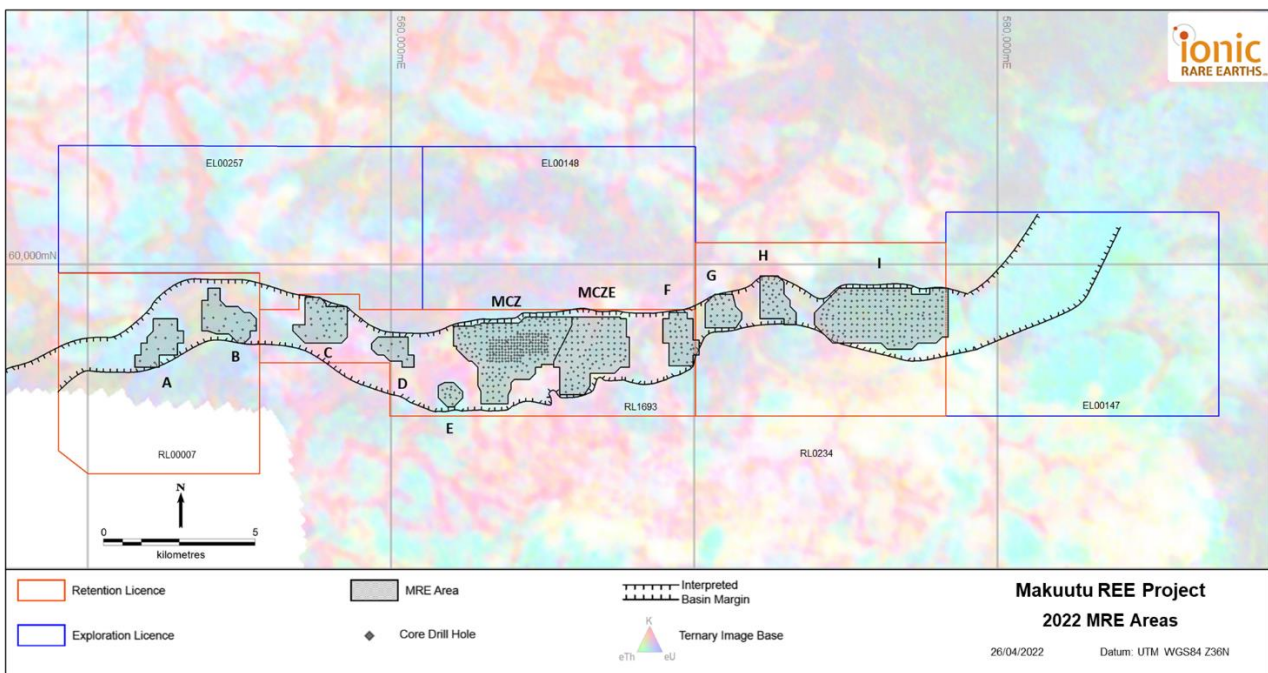 560,000mE
580,000mE
ionic
RARE EARTHS
EL00257
EL00148
60,000mN
A
B
C
D
E
MCZ
MCZE
F
G
H
I
RL00007
RL1693
RL0234
EL00147
N
0 5
kilometres
Retention Licence
MRE Area
Interpreted
Basin Margin
Exploration Licence
Core Drill Hole
K
eTh eU
Ternary Image Base
Makuutu REE Project
2022 MRE Areas
26/04/2022 Datum: UTM WGS84 Z36N